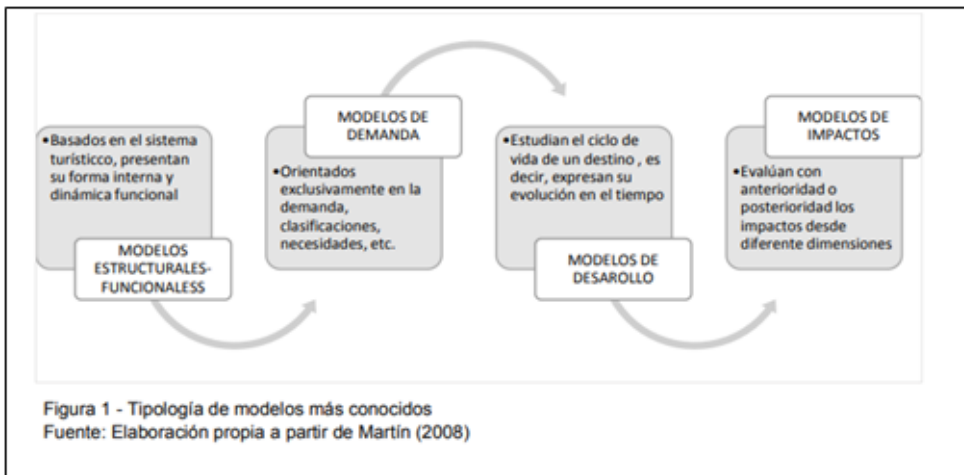 •Basados en el sistema
turísticco, presentan
su forma interna y
dinámica funcional
MODELOS
ESTRUCTURALES-
FUNCIONALESS
MODELOS DE
DEMANDA
•Orientados
exclusivamente en la
demanda,
clasificaciones,
necesidades, etc.
•Estudian el ciclo de
vida de un destino , es
decir, expresan su
evolución en el tiempo
MODELOS DE
DESAROLLO
MODELOS DE
IMPACTOS
•Evalúan con
anterioridad o
posterioridad los
impactos desde
diferente dimensiones
Figura 1 - Tipología de modelos más conocidos
Fuente: Elaboración propia a partir de Martín (2008)